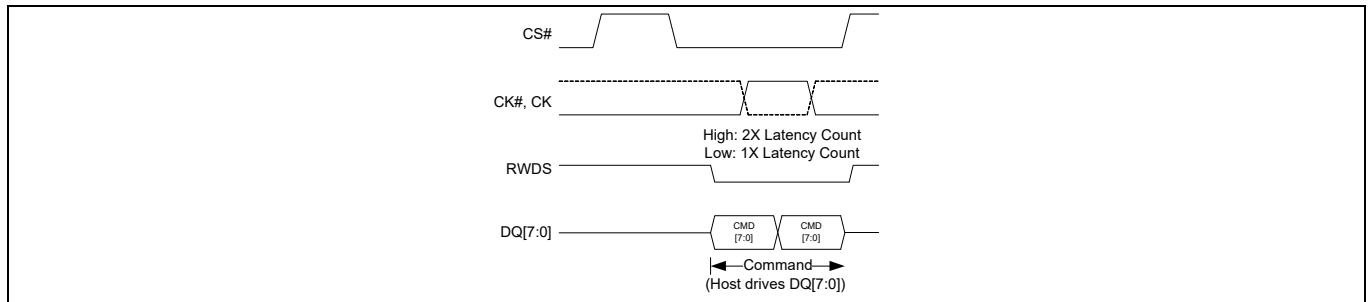 CS#
CK#, CK
High: 2X Latency Count
Low: 1X Latency Count
RWDS
DQ[7:0]
CMD
[7:0]
CMD
[7:0]
Command
(Host drives DQ[7:0])